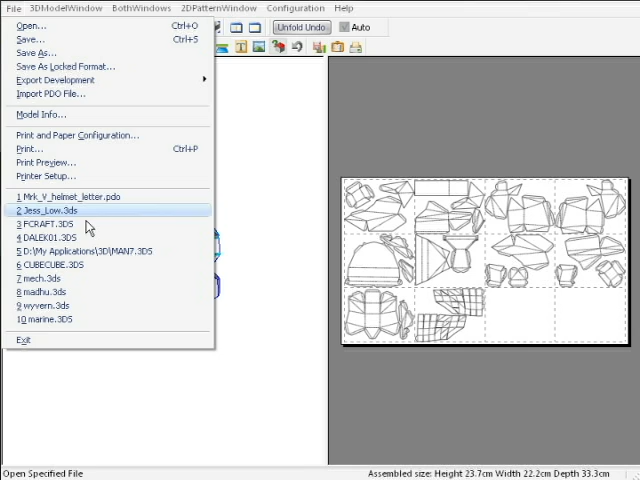 File 3DModelWindow BothWindows 2DPatternWindow Configuration Help
Open... Ctrl+O
Unfold Undo Auto
Save... Ctrl+S
Save As...
Save As Locked Format...
Export Development
Import PDO File...
Model Info...
Print and Paper Configuration...
Print... Ctrl+P
Print Preview...
Printer Setup...
1 Mrk_V_helmet_letter.pdo
2 Jess_Low.3ds
3 FCRAFT.3DS
4 DALEK01.3DS
5 D:\My Applications\3D\MAN7.3DS
6 CUBECUBE.3DS
7 mech.3ds
8 madhu.3ds
9 wyvern.3ds
10 marine.3DS
Exit
Open Specified File Assembled size: Height 23.7cm Width 22.2cm Depth 33.3cm